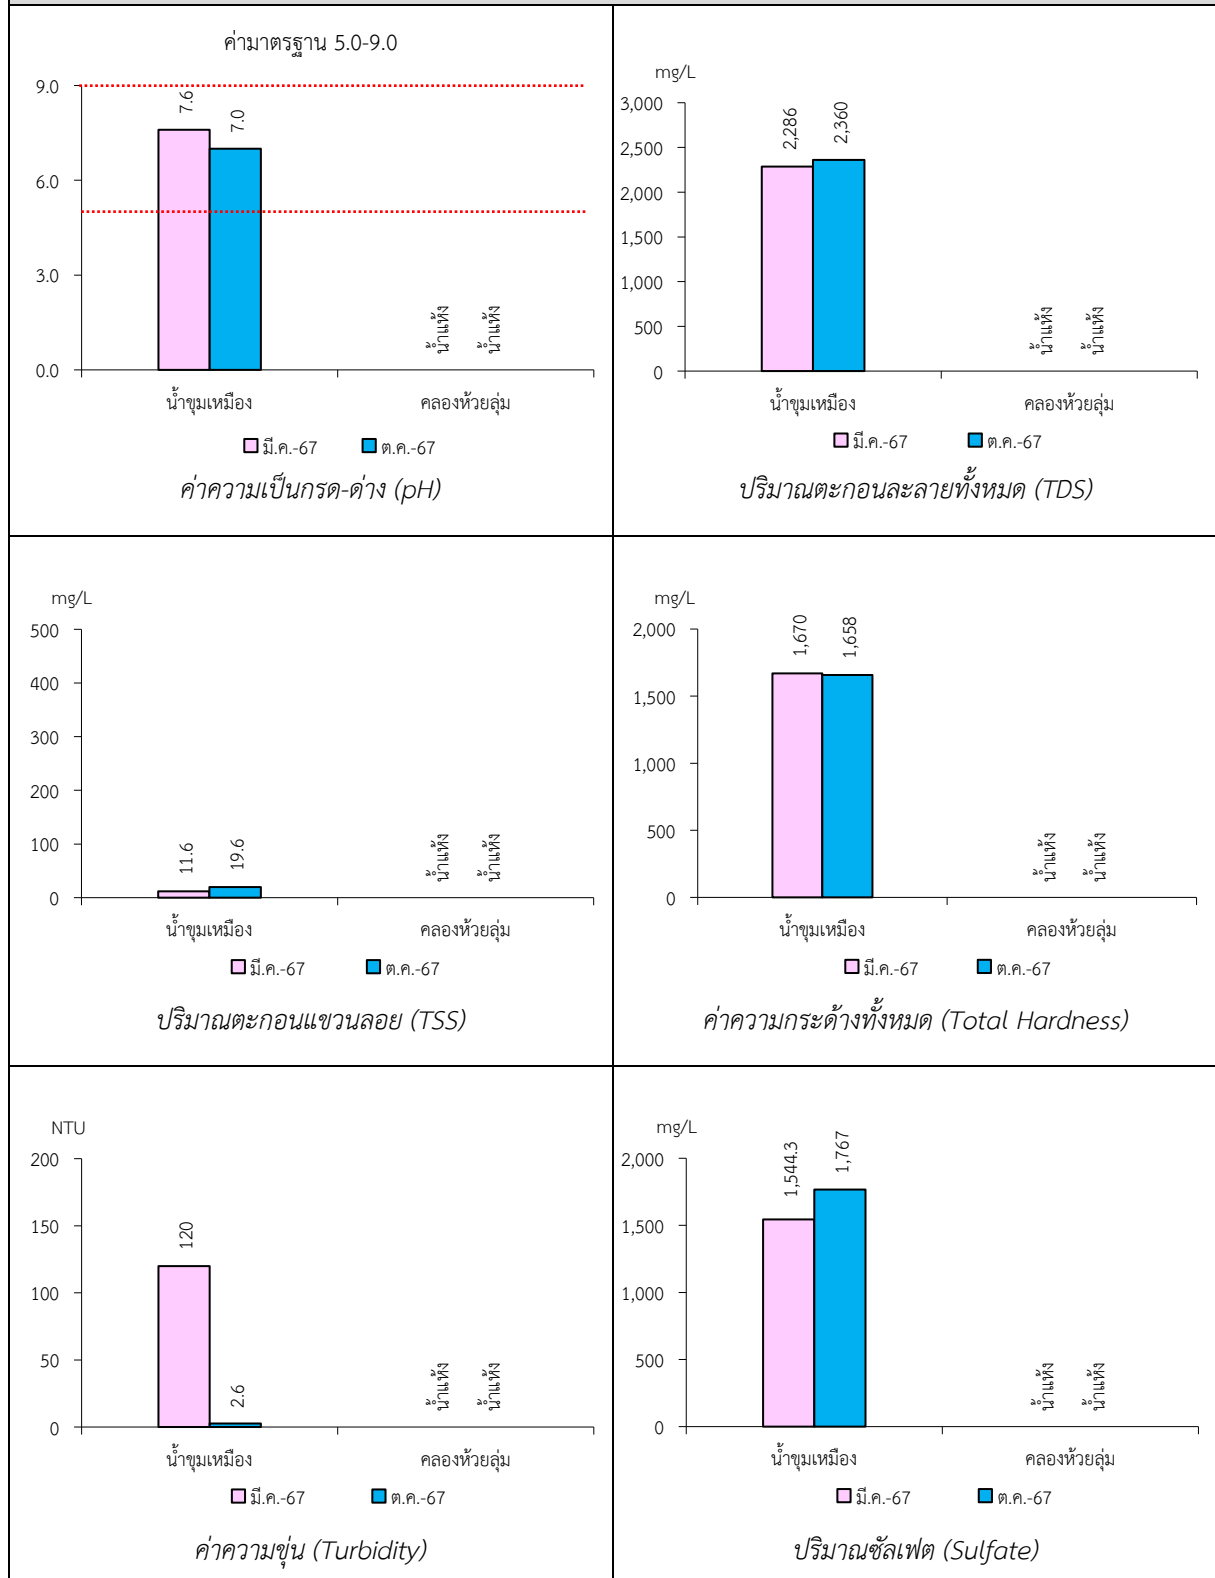 ค่ามาตรฐาน 5.0-9.0
9.0
6.0
3.0
0.0
7.6
7.0
น้ำแห้ง
น้ำแห้ง
น้ำขุมเหมือง
คลองห้วยลุ่ม
มี.ค.-67
ต.ค.-67
ค่าความเป็นกรด-ด่าง (pH)
mg/L
3,000
2,500
2,000
1,500
1,000
500
0
2,286
2,360
น้ำแห้ง
น้ำแห้ง
น้ำขุมเหมือง
คลองห้วยลุ่ม
มี.ค.-67
ต.ค.-67
ปริมาณตะกอนละลายทั้งหมด (TDS)
mg/L
500
400
300
200
100
0
11.6
19.6
น้ำแห้ง
น้ำแห้ง
น้ำขุมเหมือง
คลองห้วยลุ่ม
มี.ค.-67
ต.ค.-67
ปริมาณตะกอนแขวนลอย (TSS)
mg/L
2,000
1,500
1,000
500
0
1,670
1,658
น้ำแห้ง
น้ำแห้ง
น้ำขุมเหมือง
คลองห้วยลุ่ม
มี.ค.-67
ต.ค.-67
ค่าความกระด้างทั้งหมด (Total Hardness)
NTU
200
150
100
50
0
120
2.6
น้ำแห้ง
น้ำแห้ง
น้ำขุมเหมือง
คลองห้วยลุ่ม
มี.ค.-67
ต.ค.-67
ค่าความขุ่น (Turbidity)
mg/L
2,000
1,500
1,000
500
0
1,544.3
1,767
น้ำแห้ง
น้ำแห้ง
น้ำขุมเหมือง
คลองห้วยลุ่ม
มี.ค.-67
ต.ค.-67
ปริมาณซัลเฟต (Sulfate)